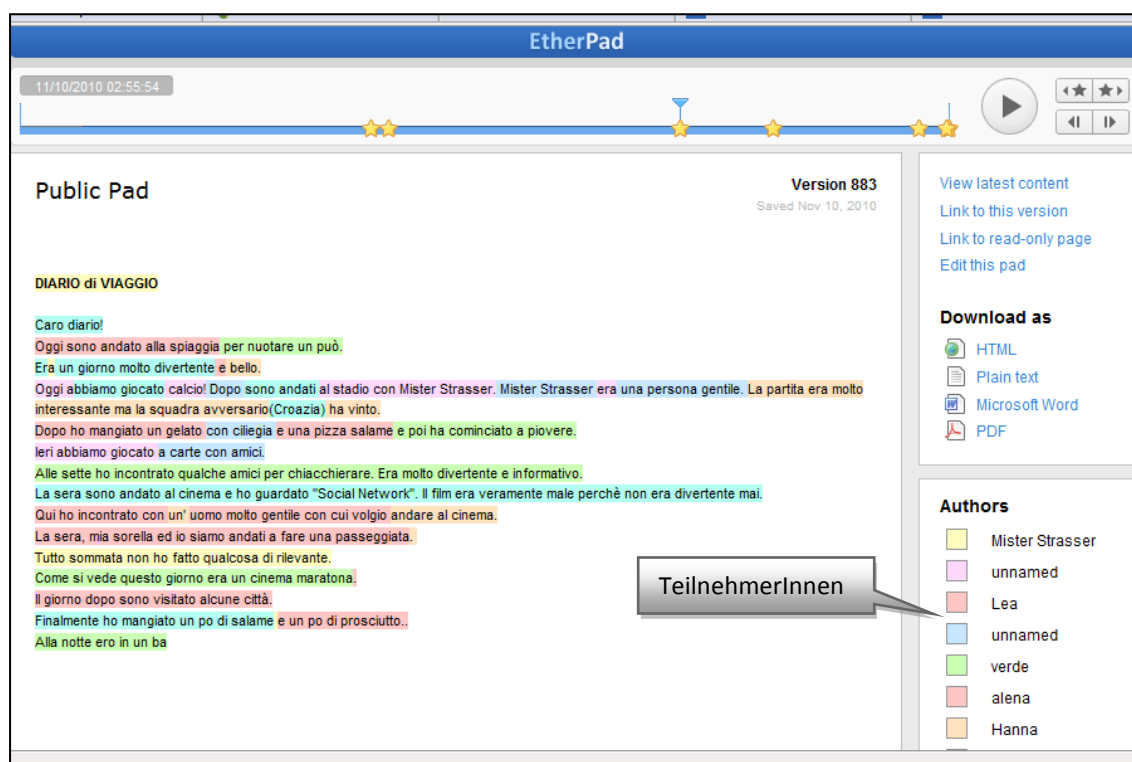 EtherPad
11/10/2010 02:55:54
Public Pad
Version 883
Saved Nov 10, 2010
DIARIO di VIAGGIO
Caro diario!
Oggi sono andato alla spiaggia per nuotare un può.
Era un giorno molto divertente e bello.
Oggi abbiamo giocato calcio! Dopo sono andati al stadio con Mister Strasser. Mister Strasser era una persona gentile. La partita era molto
interessante ma la squadra avversario(Croazia) ha vinto.
Dopo ho mangiato un gelato con ciliegia e una pizza salame e poi ha cominciato a piovere.
Ieri abbiamo giocato a carte con amici.
Alle sette ho incontrato qualche amici per chiacchierare. Era molto divertente e informativo.
La sera sono andato al cinema e ho guardato "Social Network". Il film era veramente male perchè non era divertente mai.
Qui ho incontrato con un' uomo molto gentile con cui volgio andare al cinema.
La sera, mia sorella ed io siamo andati a fare una passeggiata.
Tutto sommata non ho fatto qualcosa di rilevante.
Come si vede questo giorno era un cinema maratona.
Il giorno dopo sono visitato alcune città.
Finalmente ho mangiato un po di salame e un po di prosciutto..
Alla notte ero in un ba
View latest content
Link to this version
Link to read-only page
Edit this pad
Download as
HTML
Plain text
Microsoft Word
PDF
Authors
Mister Strasser
unnamed
Lea
unnamed
verde
alena
Hanna
TeilnehmerInnen